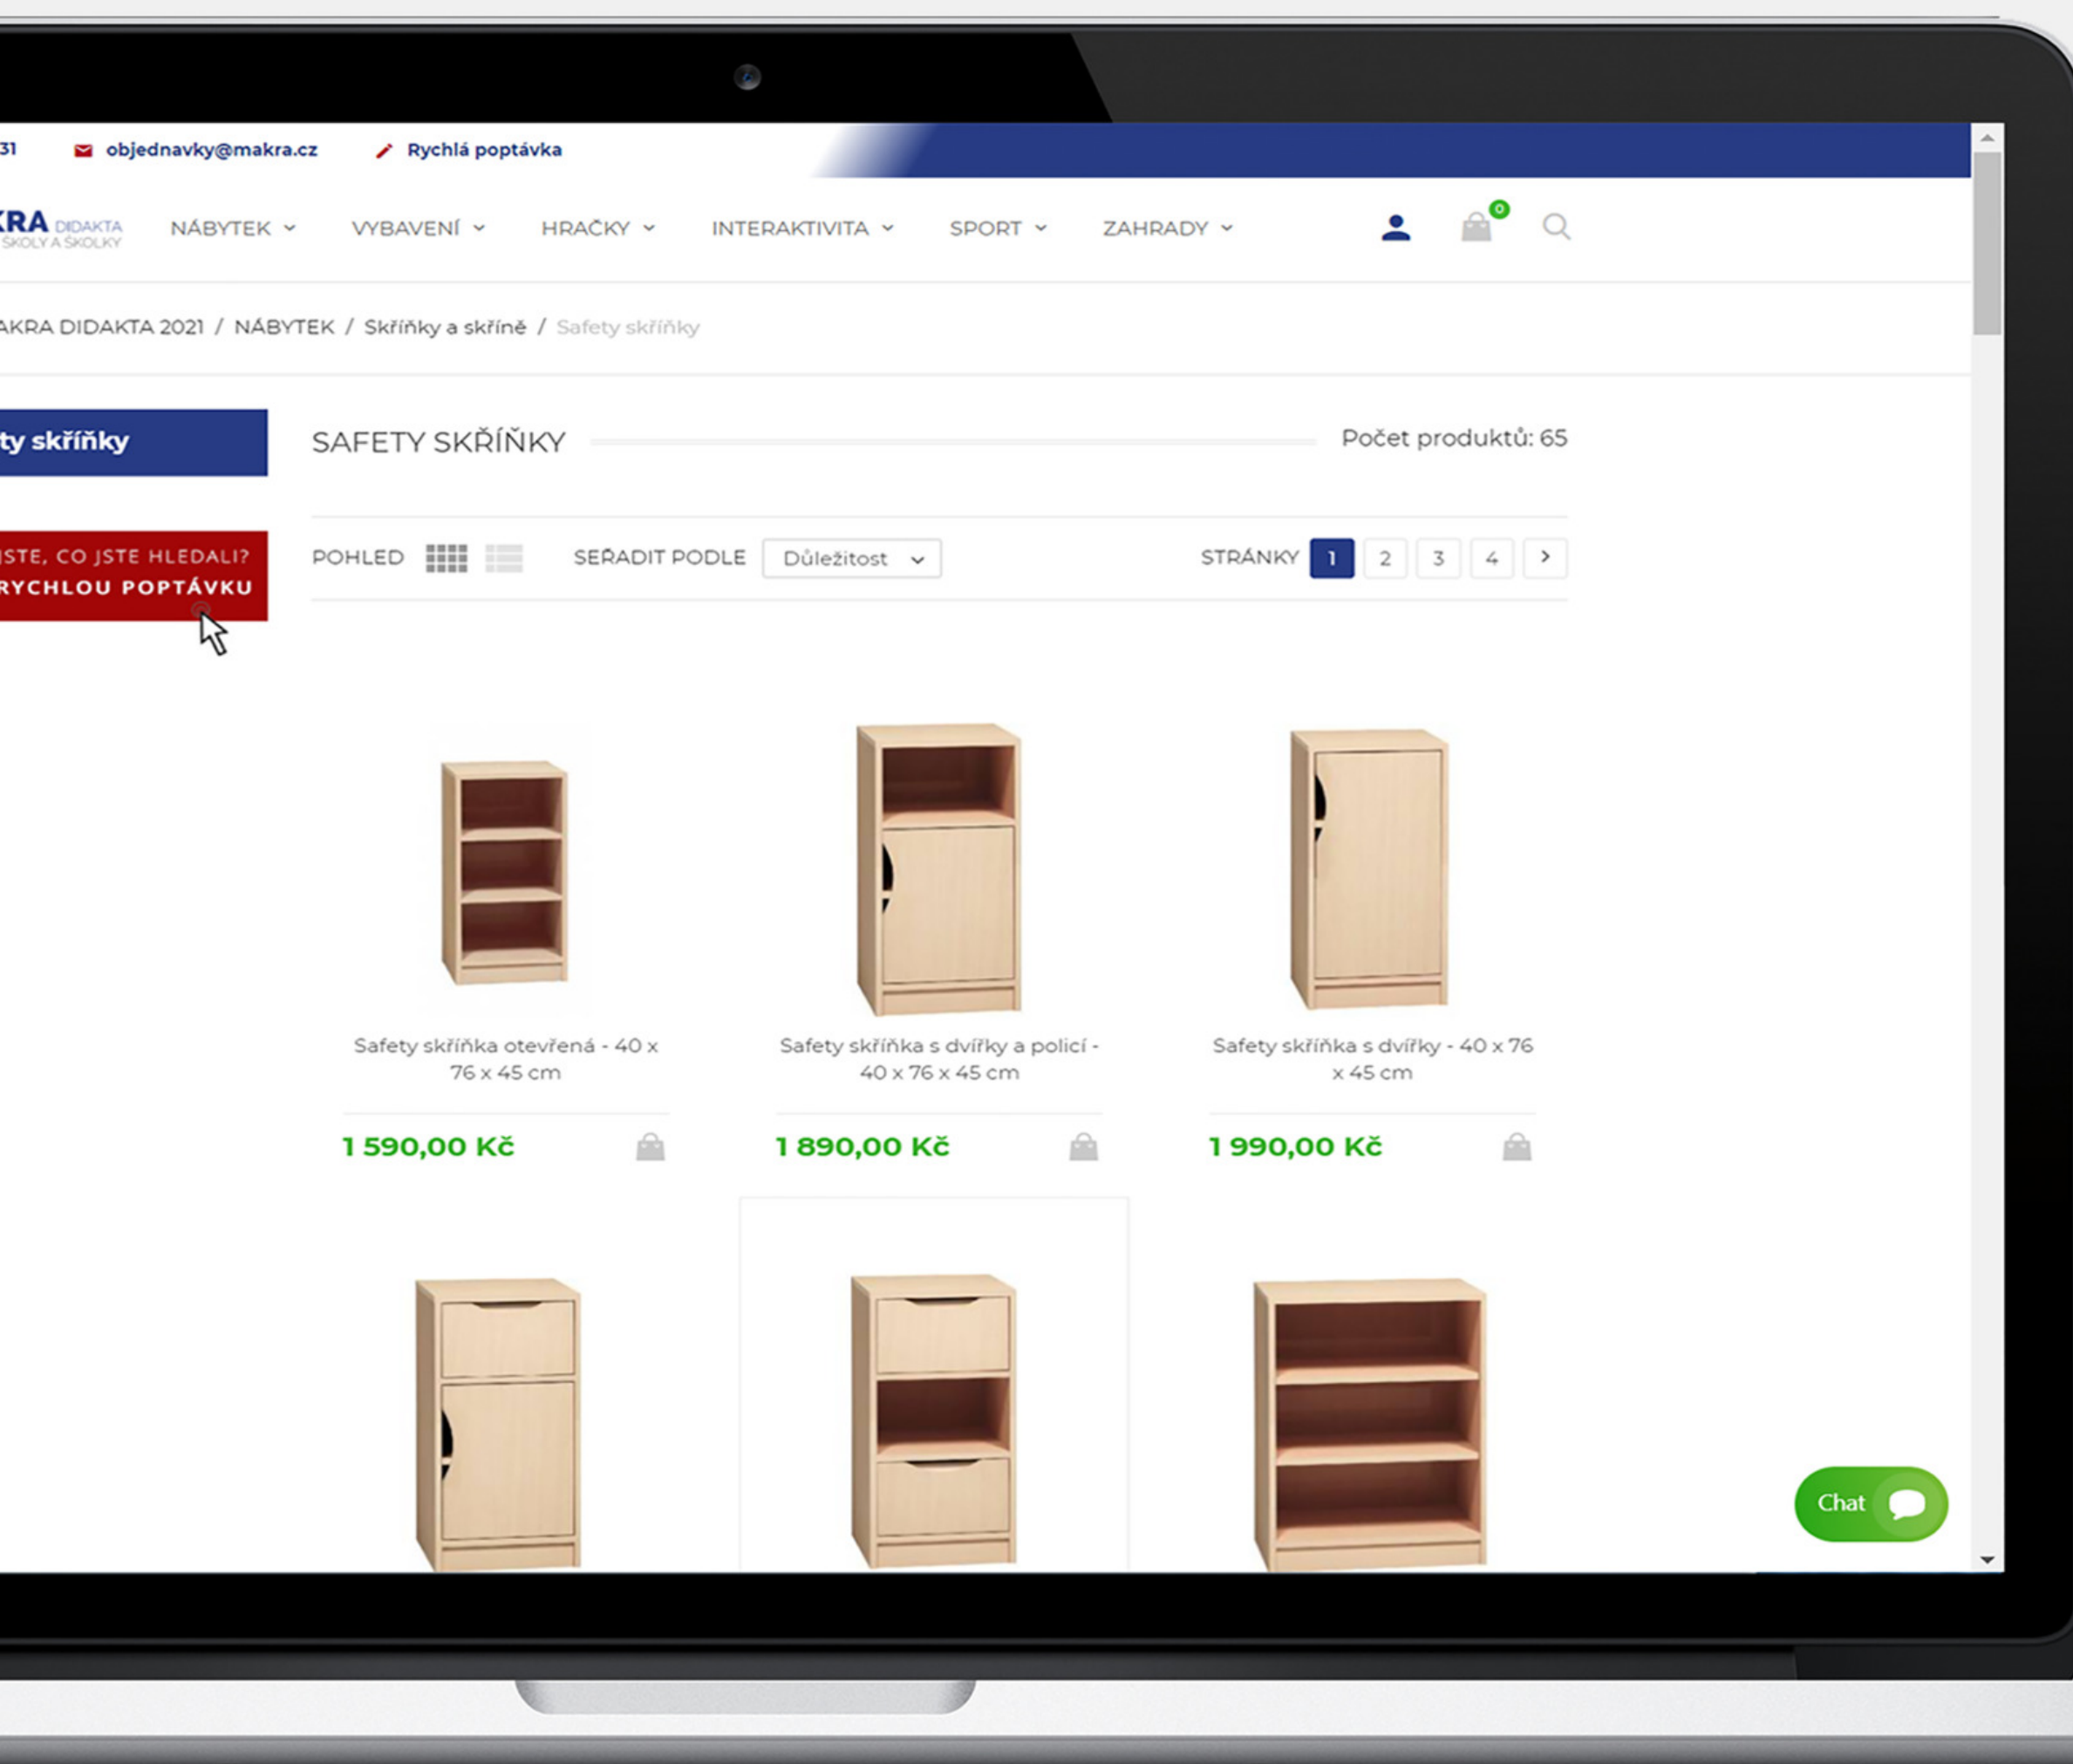 31 objednavky@makra.cz Rychlá poptávka
KRA DIDAKTA
ŠKOLY A ŠKOLKY
NÁBYTEK VYBAVENÍ HRAČKY INTERAKTIVITA SPORT ZAHRADY 0
AKRA DIDAKTA 2021 / NÁBYTEK / Skříňky a skříně / Safety skříňky
ty skříňky
SAFETY SKŘÍŇKY
Počet produktů: 65
JSTE, CO JSTE HLEDALI?
RYCHLOU POPTÁVKU
POHLED SEŘADIT PODLE Důležitost STRÁNKY 1 2 3 4 >
Safety skříňka otevřená - 40 x
76 x 45 cm
1 590,00 Kč
Safety skříňka s dvířky a policí -
40 x 76 x 45 cm
1 890,00 Kč
Safety skříňka s dvířky - 40 x 76
x 45 cm
1 990,00 Kč
Chat